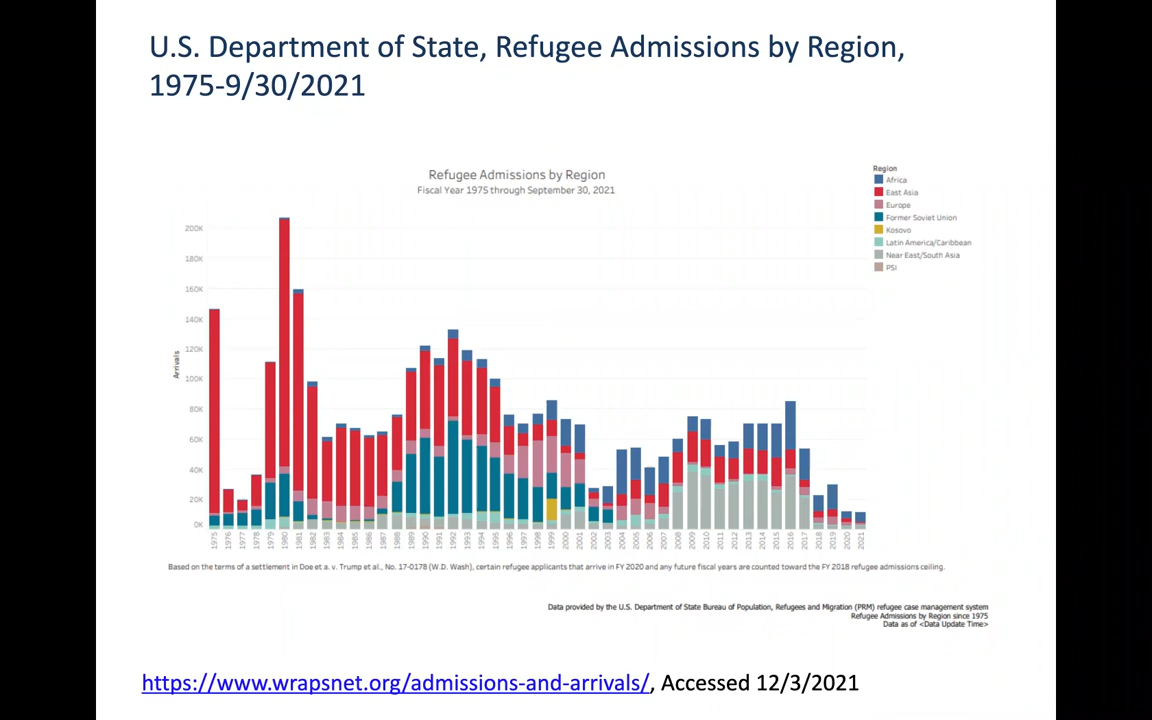 U.S. Department of State, Refugee Admissions by Region,
1975-9/30/2021
Refugee Admissions by Region
Fiscal Year 1975 through September 30, 2021
Region
Africa
East Asia
Europe
Former Soviet Union
Kosovo
Latin America/Caribbean
Near East/South Asia
PSI
Arrivals
200K
180K
160K
140K
120K
100K
80K
60K
40K
20K
0K
1975 1976 1977 1978 1979 1980 1981 1982 1983 1984 1985 1986 1987 1988 1989 1990 1991 1992 1993 1994 1995 1996 1997 1998 1999 2000 2001 2002 2003 2004 2005 2006 2007 2008 2009 2010 2011 2012 2013 2014 2015 2016 2017 2018 2019 2020 2021
Based on the terms of a settlement in Doe et a. v. Trump et al., No. 17-0178 (W.D. Wash), certain refugee applicants that arrive in FY 2020 and any future fiscal years are counted toward the FY 2018 refugee admissions ceiling.
Data provided by the U.S. Department of State Bureau of Population, Refugees and Migration (PRM) refugee case management system
Refugee Admissions by Region since 1975
Data as of <Data Update Time>
https://www.wrapsnet.org/admissions-and-arrivals/, Accessed 12/3/2021